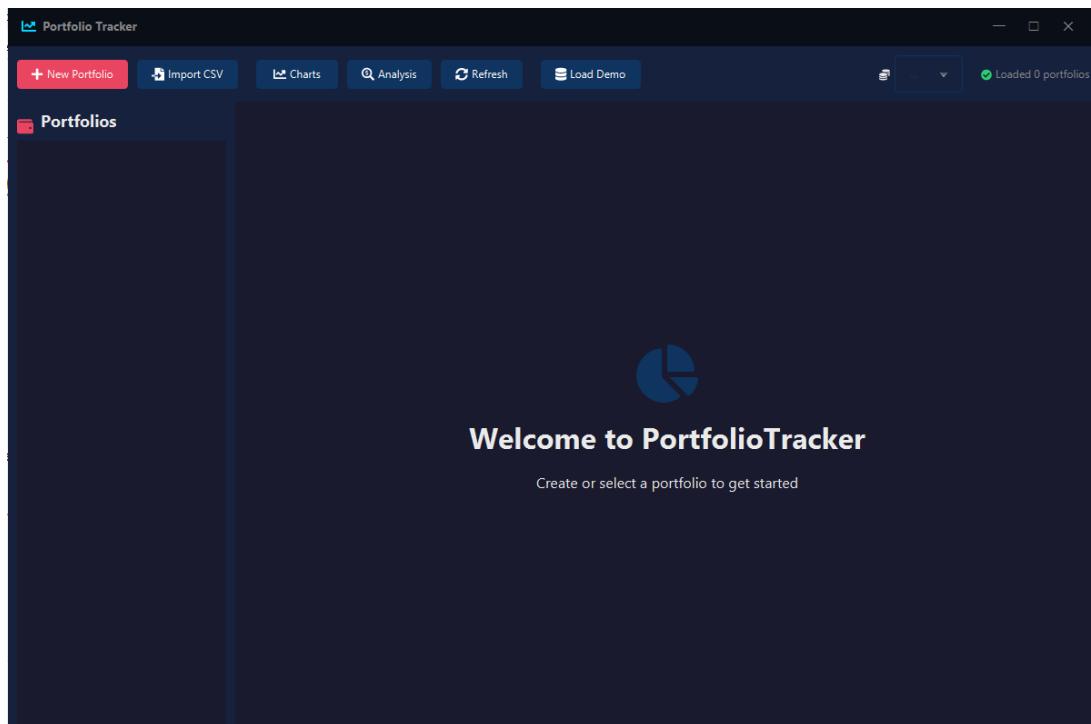 Portfolio Tracker
New Portfolio Import CSV Charts Analysis Refresh Load Demo Loaded 0 portfolios
Portfolios
Welcome to PortfolioTracker
Create or select a portfolio to get started